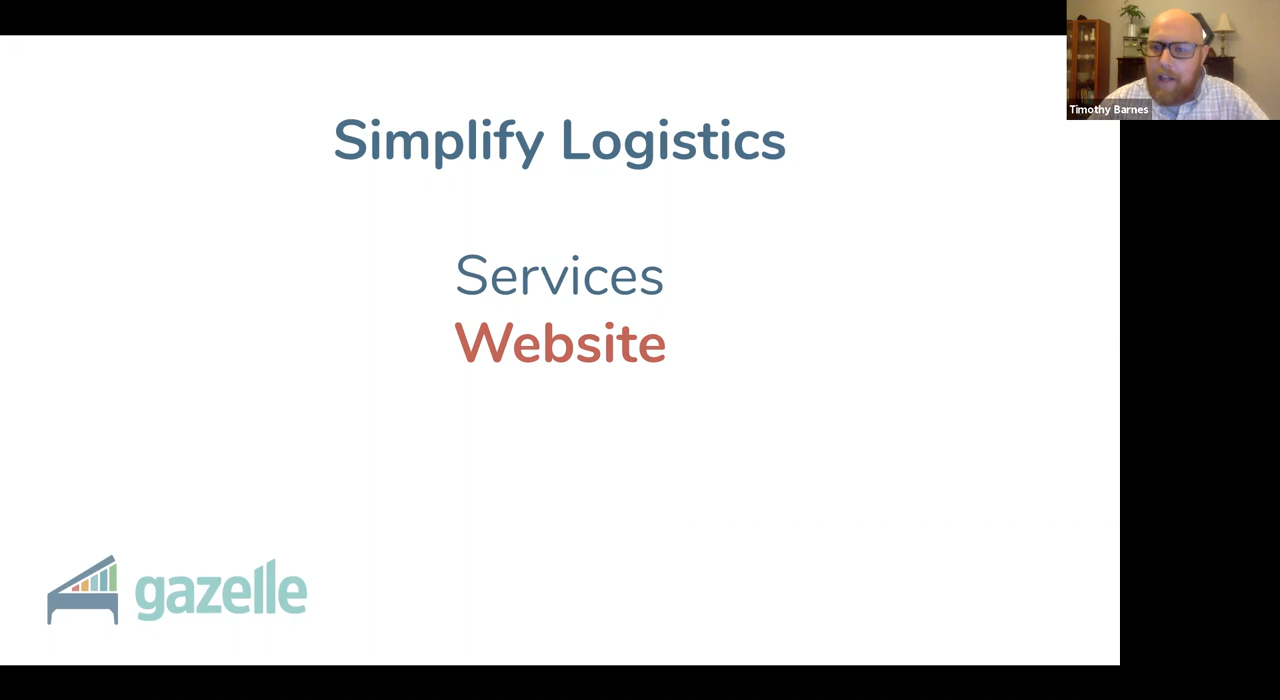 Simplify Logistics
Services
Website
gazelle
Timothy Barnes